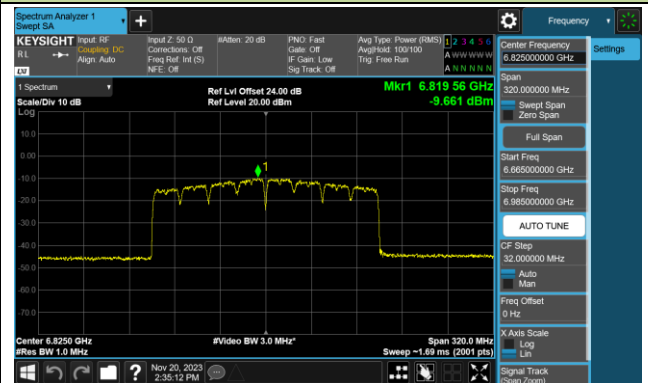 Spectrum Analyzer 1
Swept SA
Frequency
KEYSIGHT
Input: RF
Input Z: 50 Ω
#Atten: 20 dB
PNO: Fast
Avg Type: Power (RMS)
1 2 3 4 5 6
RL
Coupling: DC
Corrections: Off
Gate: Off
Avg|Hold: 100/100
A W W W W W
Align: Auto
Freq Ref: Int (S)
IF Gain: Low
Trig: Free Run
NFE: Off
Sig Track: Off
A N N N N N
LXI
1 Spectrum
Scale/Div 10 dB
Ref Lvl Offset 24.00 dB
Ref Level 20.00 dBm
Mkr1 6.819 56 GHz
-9.661 dBm
Log
10.0
0.00
-10.0
-20.0
-30.0
-40.0
-50.0
-60.0
-70.0
1
Center 6.8250 GHz
#Video BW 3.0 MHz*
Span 320.0 MHz
#Res BW 1.0 MHz
Sweep ~1.69 ms (2001 pts)
Nov 20, 2023
2:35:12 PM
Center Frequency
6.825000000 GHz
Settings
Span
320.000000 MHz
Swept Span
Zero Span
Full Span
Start Freq
6.665000000 GHz
Stop Freq
6.985000000 GHz
AUTO TUNE
CF Step
32.000000 MHz
Auto
Man
Freq Offset
0 Hz
X Axis Scale
Log
Lin
Signal Track
(Span Zoom)